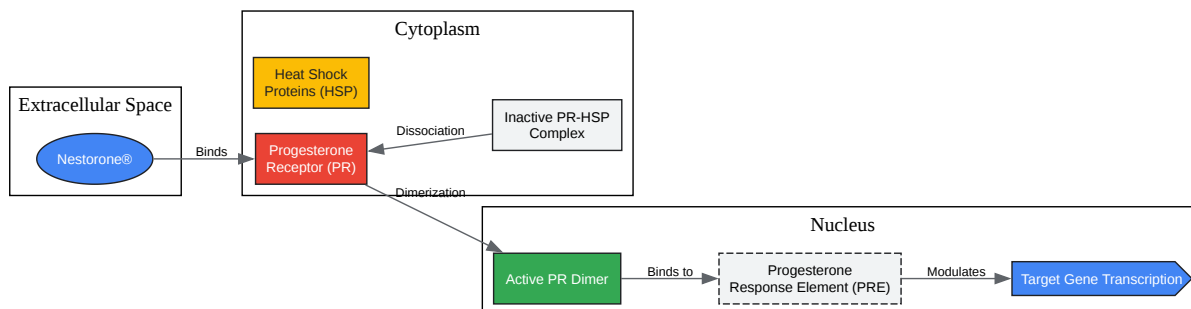 Cytoplasm
Heat Shock
Proteins (HSP)
Extracellular Space
Inactive PR-HSP
Complex
Dissociation
Nestorone®
Binds
Progesterone
Receptor (PR)
Dimerization
Nucleus
Active PR Dimer
Binds to
Progesterone
Response Element (PRE)
Modulates
Target Gene Transcription